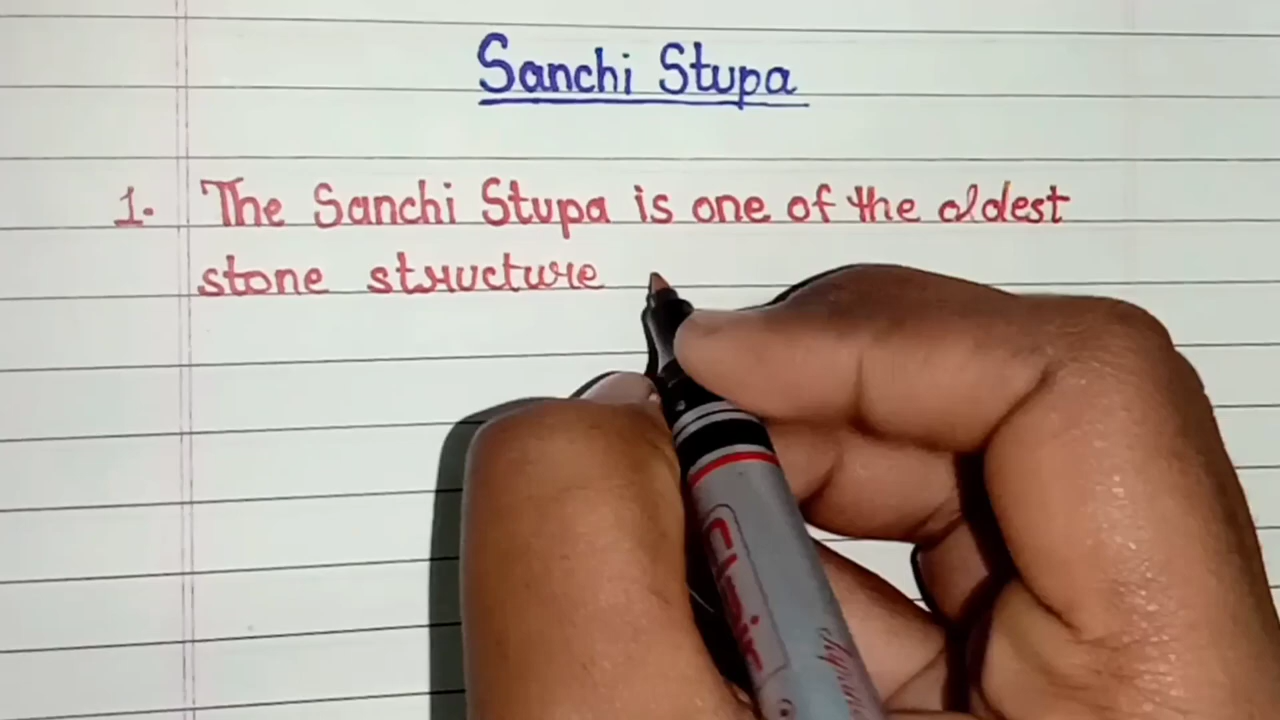 Sanchi Stupa
1. The Sanchi Stupa is one of the oldest
stone structure